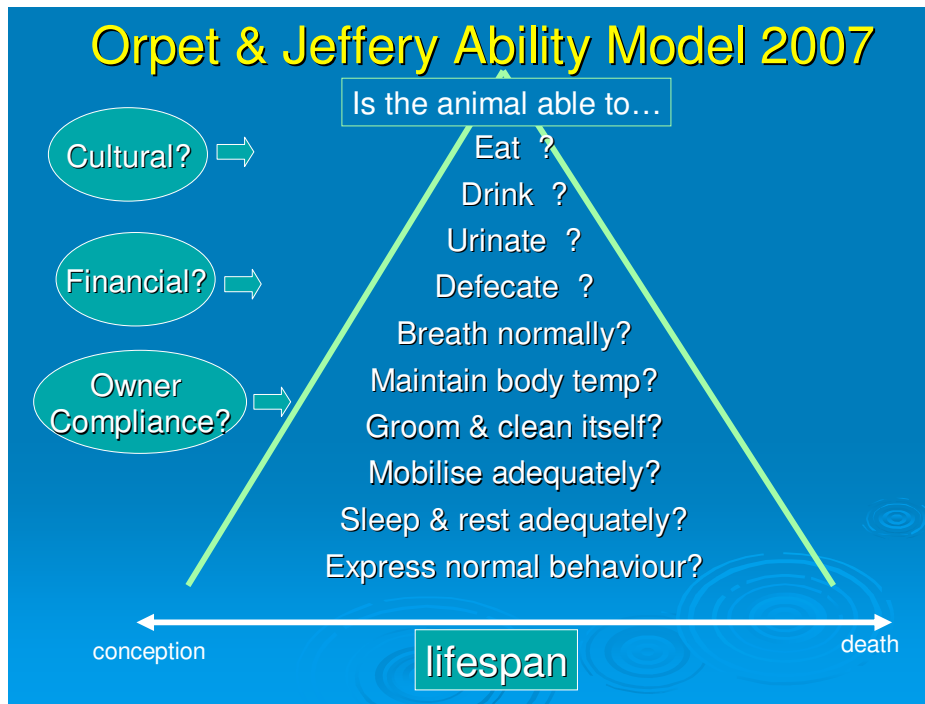 Orpet & Jeffery Ability Model 2007
Is the animal able to…
Cultural?
Financial?
Owner
Compliance?
Eat ?
Drink ?
Urinate ?
Defecate ?
Breath normally?
Maintain body temp?
Groom & clean itself?
Mobilise adequately?
Sleep & rest adequately?
Express normal behaviour?
conception
lifespan
death